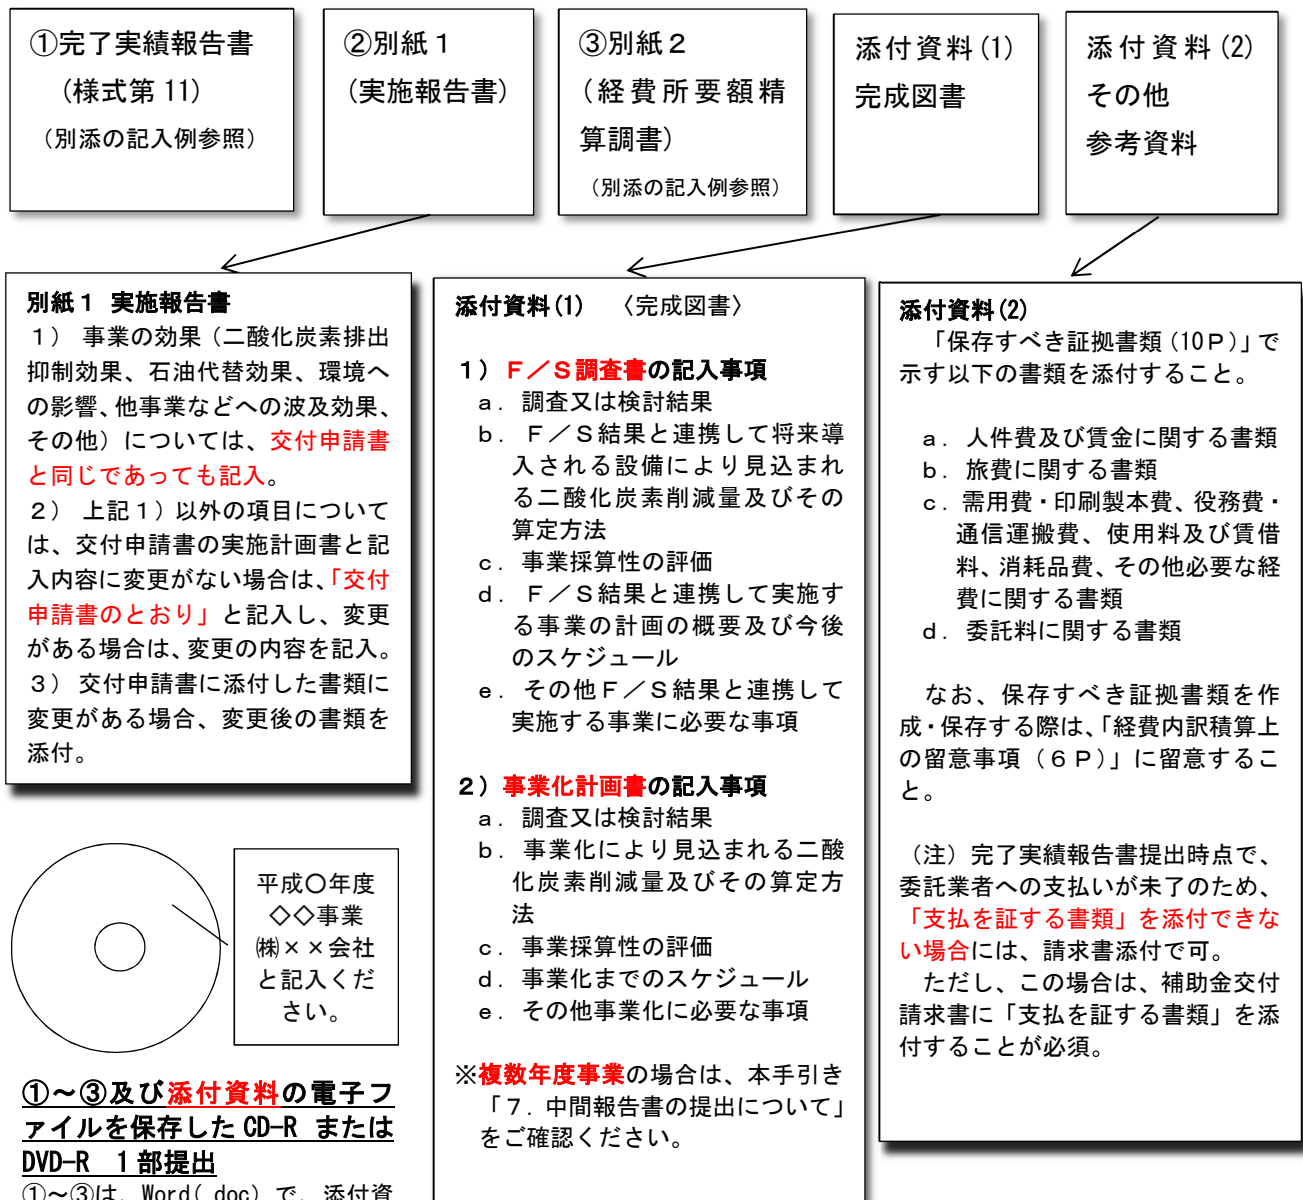 ①完了実績報告書
（様式第 11）
（別添の記入例参照）
②別紙１
（実施報告書）
③別紙２
（経費所要額精
算調書）
（別添の記入例参照）
添付資料(1)
完成図書
添付資料(2)
その他
参考資料
別紙１ 実施報告書
１） 事業の効果（二酸化炭素排出
抑制効果、石油代替効果、環境へ
の影響、他事業などへの波及効果、
その他）については、交付申請書
と同じであっても記入。
２） 上記１）以外の項目について
は、交付申請書の実施計画書と記
入内容に変更がない場合は、「交付
申請書のとおり」と記入し、変更
がある場合は、変更の内容を記入。
３） 交付申請書に添付した書類に
変更がある場合、変更後の書類を
添付。
平成〇年度
◇◇事業
㈱××会社
と記入くだ
さい。
①～③及び添付資料の電子フ
ァイルを保存した CD-R または
DVD-R １部提出
①～③は、Word(.doc) で、添付資
添付資料(1) 〈完成図書〉
１）Ｆ／Ｓ調査書の記入事項
ａ．調査又は検討結果
ｂ．Ｆ／Ｓ結果と連携して将来導
入される設備により見込まれ
る二酸化炭素削減量及びその
算定方法
ｃ．事業採算性の評価
ｄ．Ｆ／Ｓ結果と連携して実施す
る事業の計画の概要及び今後
のスケジュール
ｅ．その他Ｆ／Ｓ結果と連携して
実施する事業に必要な事項
２）事業化計画書の記入事項
ａ．調査又は検討結果
ｂ．事業化により見込まれる二酸
化炭素削減量及びその算定方
法
ｃ．事業採算性の評価
ｄ．事業化までのスケジュール
ｅ．その他事業化に必要な事項
※複数年度事業の場合は、本手引き
「７．中間報告書の提出について」
をご確認ください。
添付資料(2)
「保存すべき証拠書類(10Ｐ)」で
示す以下の書類を添付すること。
ａ．人件費及び賃金に関する書類
ｂ．旅費に関する書類
ｃ．需用費・印刷製本費、役務費・
通信運搬費、使用料及び賃借
料、消耗品費、その他必要な経
費に関する書類
ｄ．委託料に関する書類
なお、保存すべき証拠書類を作
成・保存する際は、「経費内訳積算上
の留意事項（６Ｐ)」に留意するこ
と。
（注）完了実績報告書提出時点で、
委託業者への支払いが未了のため、
「支払を証する書類」を添付できな
い場合には、請求書添付で可。
ただし、この場合は、補助金交付
請求書に「支払を証する書類」を添
付することが必須。